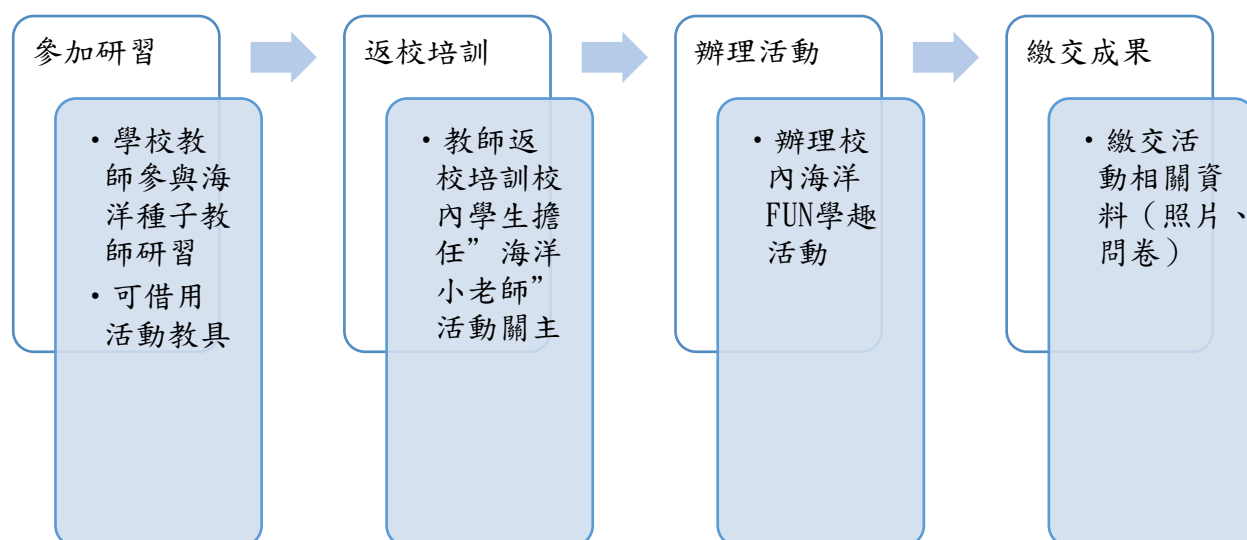 參加研習
・學校教
師參與海
洋種子教
師研習
・可借用
活動教具
返校培訓
・教師返
校培訓校
內學生擔
任”海洋
小老師”
活動關主
辦理活動
・辦理校
內海洋
FUN學趣
活動
繳交成果
・繳交活
動相關資
料（照片、
問卷）